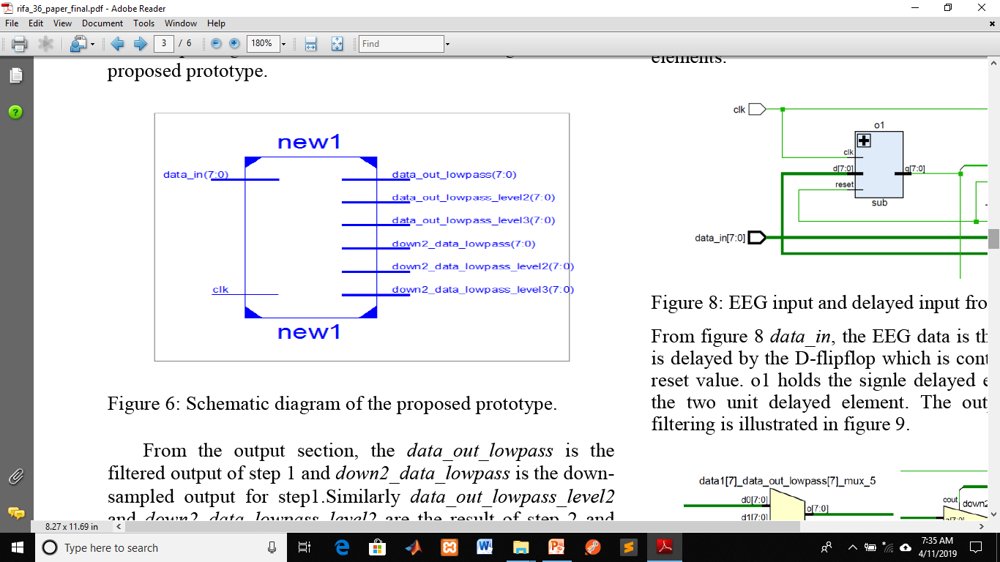 rifa_36_paper_final.pdf - Adobe Reader
File Edit View Document Tools Window Help
3 / 6 180% Find
proposed prototype.
new1
data_in(7:0)
clk
data_out_lowpass(7:0)
data_out_lowpass_level2(7:0)
data_out_lowpass_level3(7:0)
down2_data_lowpass(7:0)
down2_data_lowpass_level2(7:0)
down2_data_lowpass_level3(7:0)
new1
Figure 6: Schematic diagram of the proposed prototype.
From the output section, the data_out_lowpass is the
filtered output of step 1 and down2_data_lowpass is the down-
sampled output for step1.Similarly data_out_lowpass_level2
and down2_data_lowpass_level2 are the result of step 2 and
elements.
clk
o1
clk
d[7:0]
reset
q[7:0]
sub
data_in[7:0]
Figure 8: EEG input and delayed input fro
From figure 8 data_in, the EEG data is th
is delayed by the D-flipflop which is cont
reset value. o1 holds the signle delayed e
the two unit delayed element. The out
filtering is illustrated in figure 9.
data1[7]_data_out_lowpass[7]_mux_5
d0[7:0]
d1[7:0]
o[7:0]
cout
down2
8.27 x 11.69 in
Type here to search
7:35 AM
4/11/2019